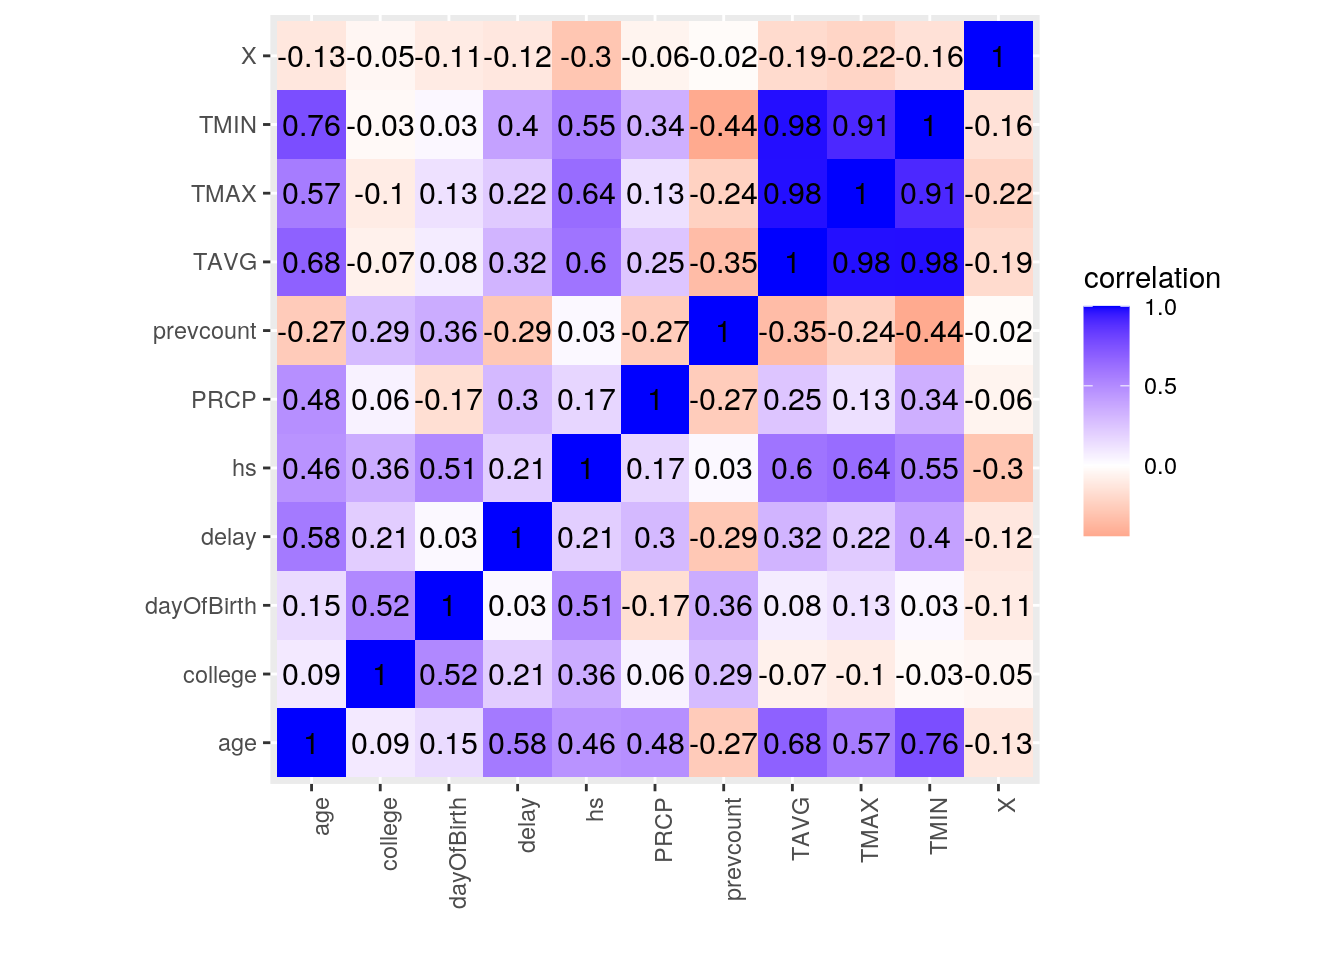 X -0.13 -0.05 -0.11 -0.12 -0.3 -0.06 -0.02 -0.19 -0.22 -0.16 1
TMIN 0.76 -0.03 0.03 0.4 0.55 0.34 -0.44 0.98 0.91 1 -0.16
TMAX 0.57 -0.1 0.13 0.22 0.64 0.13 -0.24 0.98 1 0.91 -0.22
TAVG 0.68 -0.07 0.08 0.32 0.6 0.25 -0.35 1 0.98 0.98 -0.19
prevcount -0.27 0.29 0.36 -0.29 0.03 -0.27 1 -0.35 -0.24 -0.44 -0.02
PRCP 0.48 0.06 -0.17 0.3 0.17 1 -0.27 0.25 0.13 0.34 -0.06
hs 0.46 0.36 0.51 0.21 1 0.17 0.03 0.6 0.64 0.55 -0.3
delay 0.58 0.21 0.03 1 0.21 0.3 -0.29 0.32 0.22 0.4 -0.12
dayOfBirth 0.15 0.52 1 0.03 0.51 -0.17 0.36 0.08 0.13 0.03 -0.11
college 0.09 1 0.52 0.21 0.36 0.06 0.29 -0.07 -0.1 -0.03 -0.05
age 1 0.09 0.15 0.58 0.46 0.48 -0.27 0.68 0.57 0.76 -0.13
age college dayOfBirth delay hs PRCP prevcount TAVG TMAX TMIN X
correlation
1.0
0.5
0.0